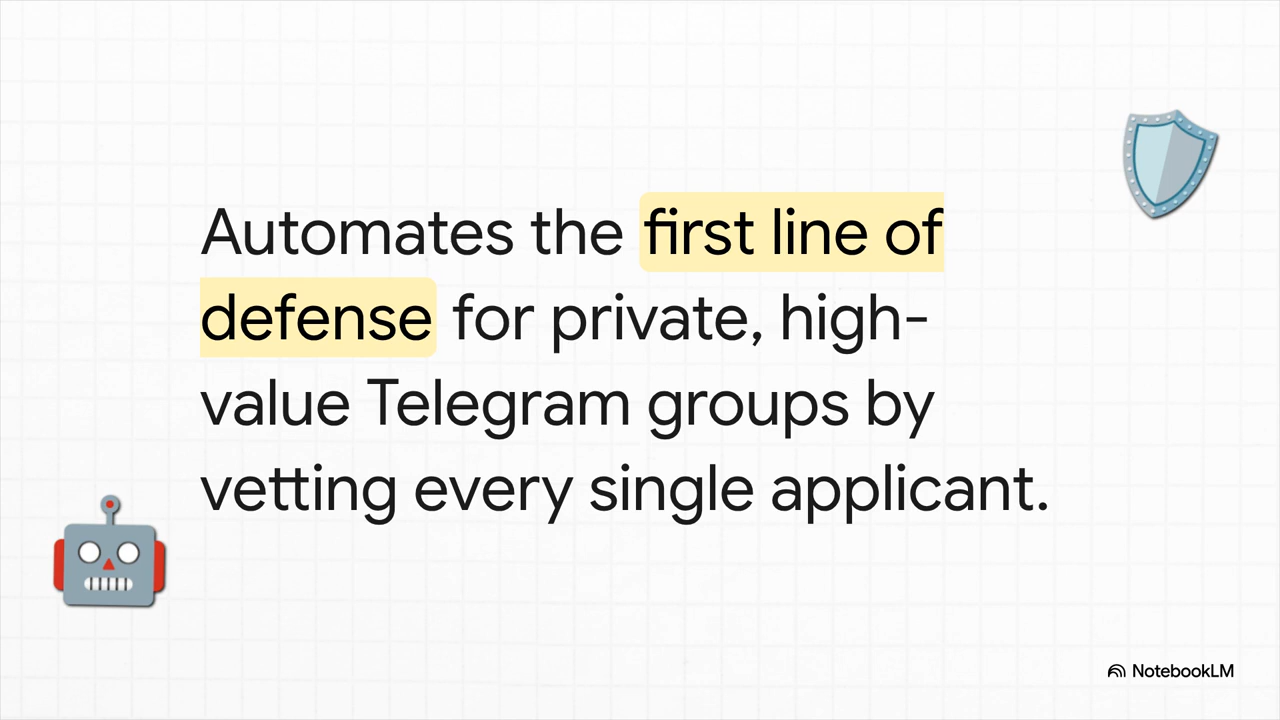 Automates the first line of
defense for private, high-
value Telegram groups by
vetting every single applicant.
NotebookLM